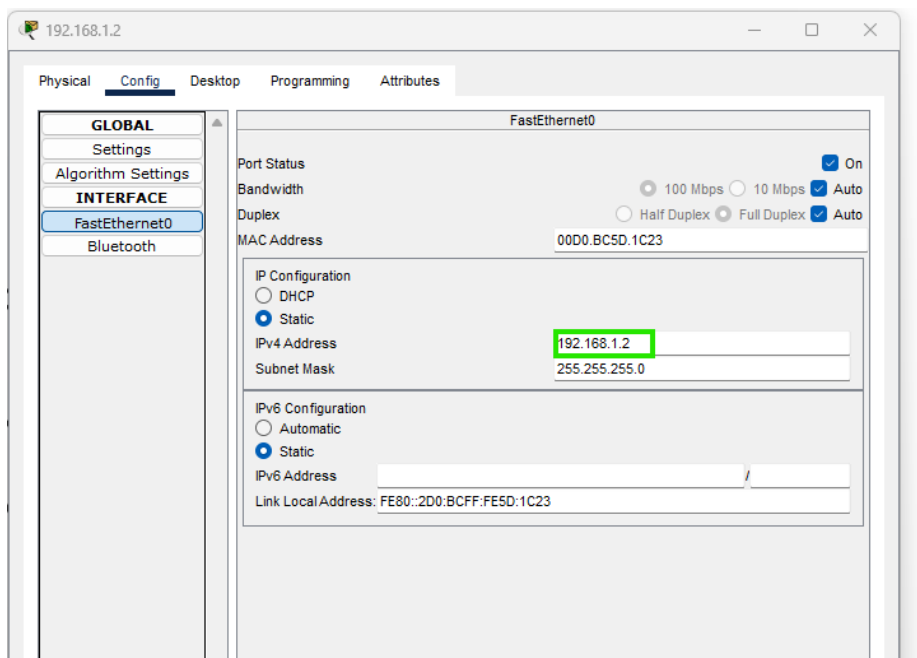 192.168.1.2
Physical Config Desktop Programming Attributes
GLOBAL
Settings
Algorithm Settings
INTERFACE
FastEthernet0
Bluetooth
FastEthernet0
Port Status On
Bandwidth 100 Mbps 10 Mbps Auto
Duplex Half Duplex Full Duplex Auto
MAC Address 00D0.BC5D.1C23
IP Configuration
DHCP
Static
IPv4 Address 192.168.1.2
Subnet Mask 255.255.255.0
IPv6 Configuration
Automatic
Static
IPv6 Address /
Link Local Address: FE80::2D0:BCFF:FE5D:1C23